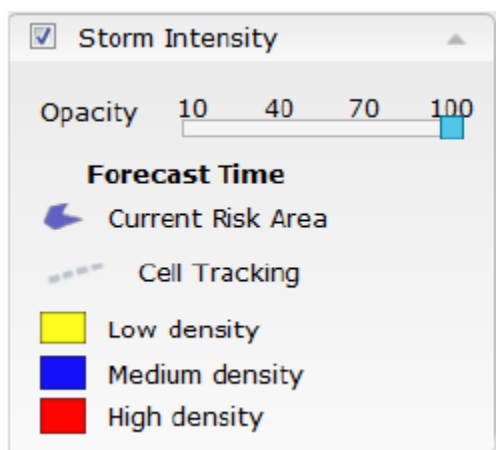 Storm Intensity
Opacity 10 40 70 100
Forecast Time
Current Risk Area
Cell Tracking
Low density
Medium density
High density